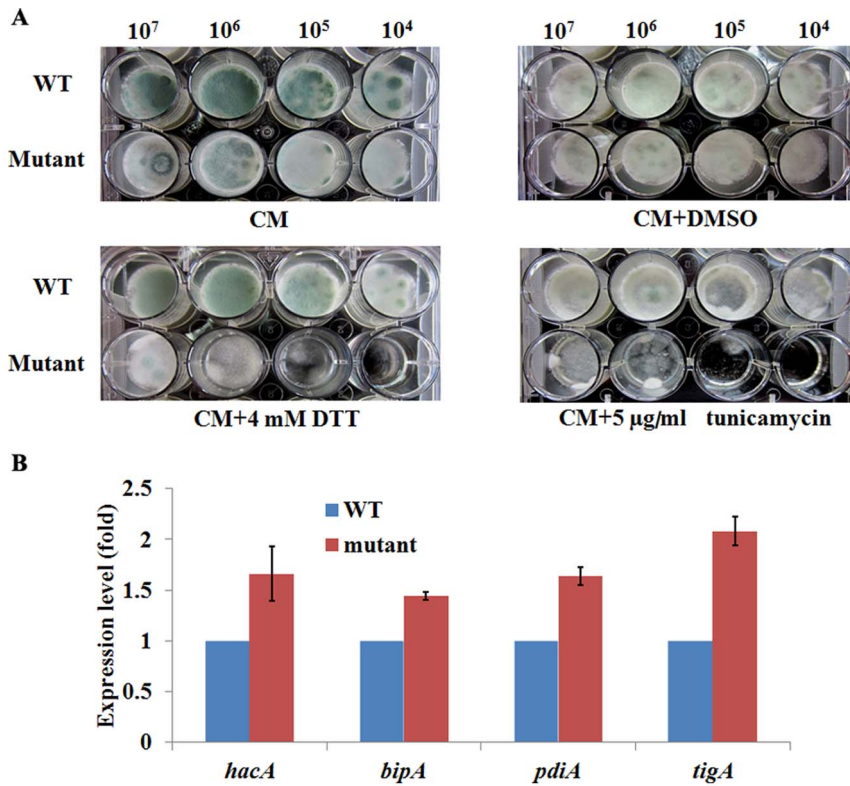 A
10⁷ 10⁶ 10⁵ 10⁴ 10⁷ 10⁶ 10⁵ 10⁴
WT
Mutant
CM CM+DMSO
WT
Mutant
CM+4 mM DTT CM+5 µg/ml tunicamycin
B
Expression level (fold)
2.5
2
1.5
1
0.5
0
WT
mutant
hacA bipA pdiA tigA